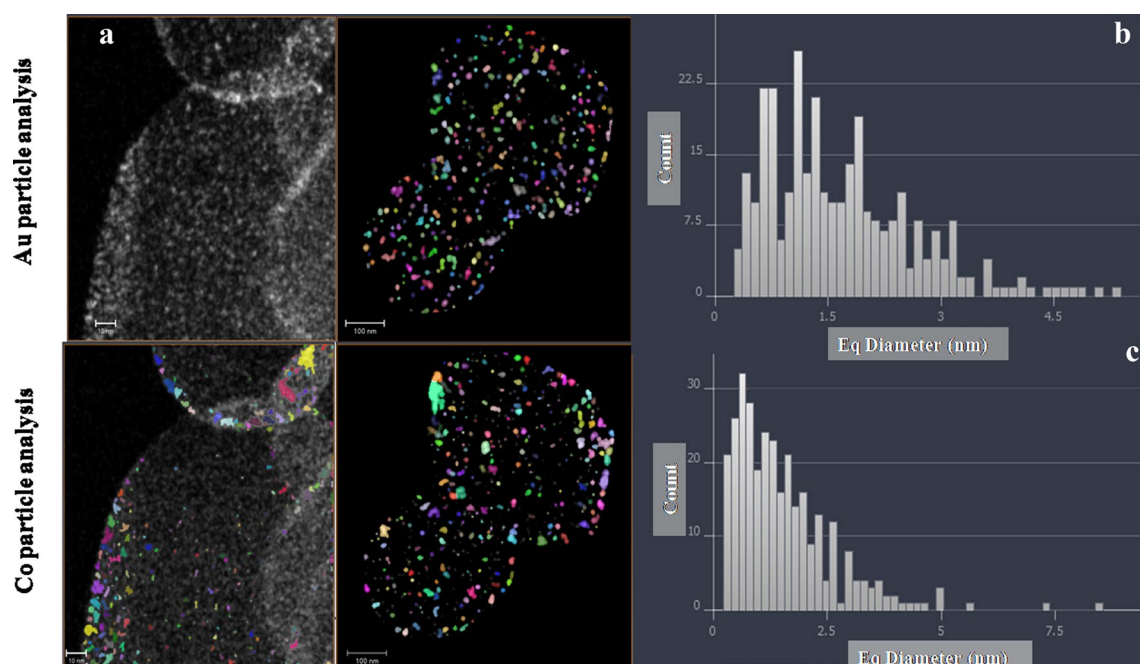 Au particle analysis
a
10 nm
100 nm
b
22.5
15
7.5
0
Count
0
1.5
3
4.5
Eq Diameter (nm)
Co particle analysis
10 nm
100 nm
c
30
20
10
0
Count
0
2.5
5
7.5
Eq Diameter (nm)